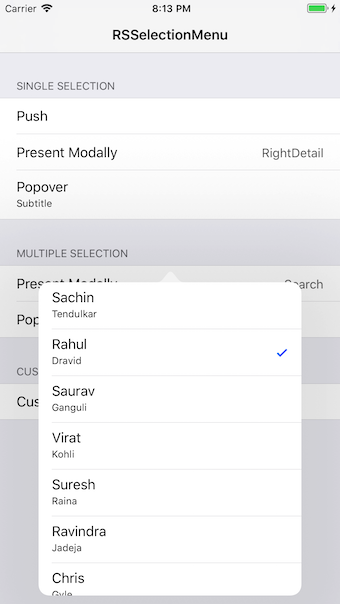 Carrier 8:13 PM
RSSelectionMenu
SINGLE SELECTION
Push
Present Modally RightDetail
Popover
Subtitle
MULTIPLE SELECTION
Present Modally Search
Pop
CUS
Cus
Sachin
Tendulkar
Rahul
Dravid
Saurav
Ganguli
Virat
Kohli
Suresh
Raina
Ravindra
Jadeja
Chris
Gyle